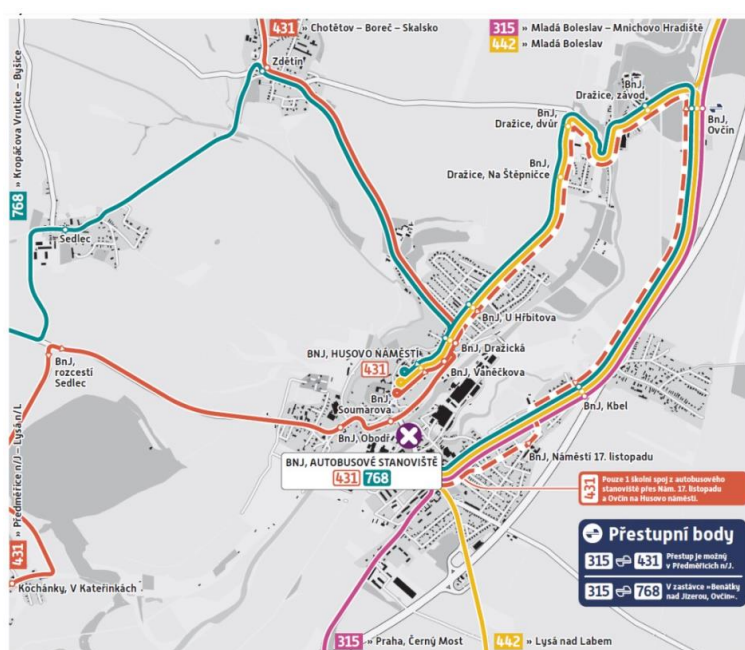 431 » Chotětov – Boreč – Skalsko
315 » Mladá Boleslav – Mnichovo Hradiště
442 » Mladá Boleslav
Zdětín
BnJ,
Dražice, závod
BnJ,
Dražice, dvůr
BnJ,
Ovčín
BnJ,
Dražice, Na Štěpničce
768 » Kropáčova Vrutice – Byšice
Sedlec
BnJ, U Hřbitova
BnJ, HUSOVO NÁMĚSTÍ
431
BnJ, Dražická
BnJ, Vaněčkova
BnJ,
rozcestí
Sedlec
BnJ,
Soumarova
BnJ, Kbel
BnJ, Obodř
BnJ, Náměstí 17. listopadu
BNJ, AUTOBUSOVÉ STANOVIŠTĚ
431 768
431 Pouze 1 školní spoj z autobusového
stanoviště přes Nám. 17. listopadu
a Ovčín na Husovo náměstí.
431 » Předměřice n/J – Lysá n/L
Kochánky, V Kateřinkách
Přestupní body
315 431 Přestup je možný
v Předměřicích n/J.
315 768 V zastávce »Benátky
nad Jizerou, Ovčín«.
315 » Praha, Černý Most
442 » Lysá nad Labem